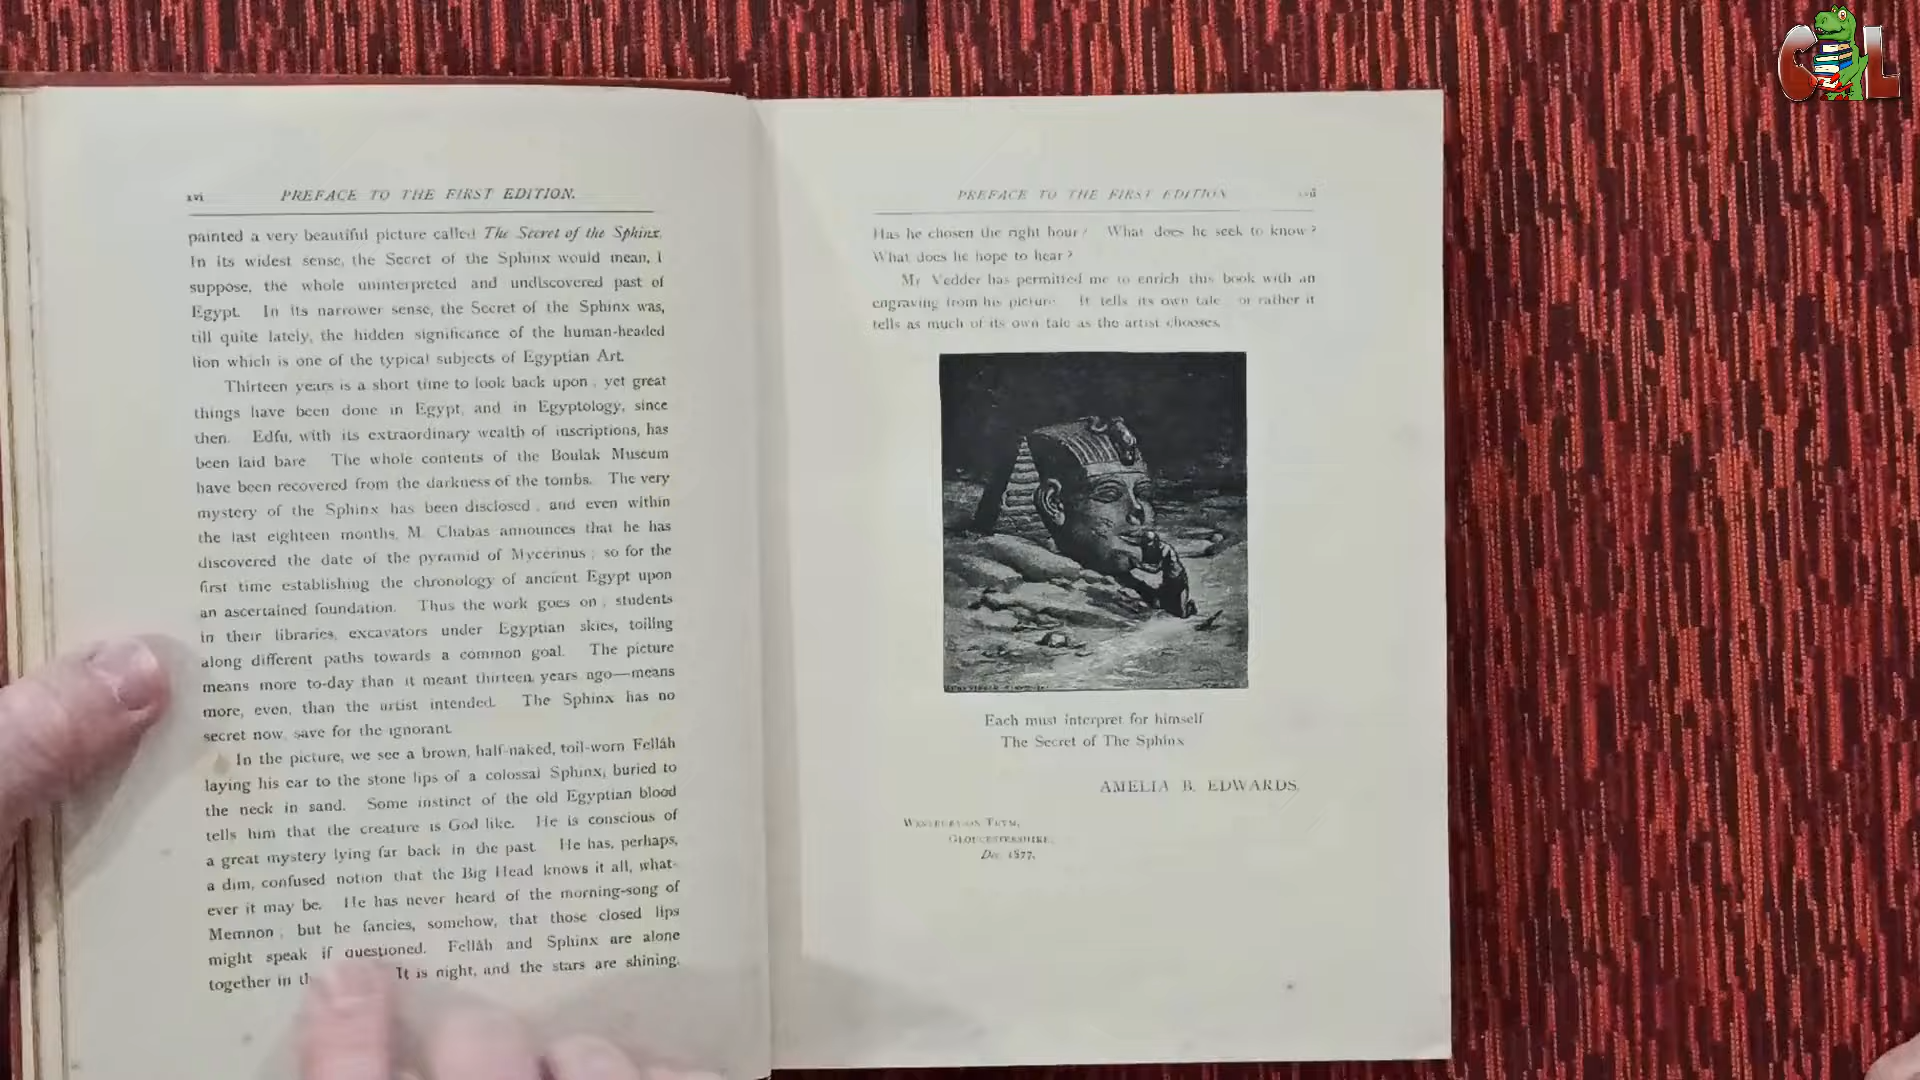 xvi PREFACE TO THE FIRST EDITION.
painted a very beautiful picture called The Secret of the Sphinx.
In its widest sense, the Secret of the Sphinx would mean, I
suppose, the whole uninterpreted and undiscovered past of
Egypt. In its narrower sense, the Secret of the Sphinx was,
till quite lately, the hidden significance of the human-headed
lion which is one of the typical subjects of Egyptian Art.
Thirteen years is a short time to look back upon; yet great
things have been done in Egypt, and in Egyptology, since
then. Edfu, with its extraordinary wealth of inscriptions, has
been laid bare. The whole contents of the Boulak Museum
have been recovered from the darkness of the tombs. The very
mystery of the Sphinx has been disclosed; and even within
the last eighteen months, M. Chabas announces that he has
discovered the date of the pyramid of Mycerinus; so for the
first time establishing the chronology of ancient Egypt upon
an ascertained foundation. Thus the work goes on; students
in their libraries, excavators under Egyptian skies, toiling
along different paths towards a common goal. The picture
means more to-day than it meant thirteen years ago—means
more, even, than the artist intended. The Sphinx has no
secret now, save for the ignorant.
In the picture, we see a brown, half-naked, toil-worn Fellâh
laying his ear to the stone lips of a colossal Sphinx, buried to
the neck in sand. Some instinct of the old Egyptian blood
tells him that the creature is God like. He is conscious of
a great mystery lying far back in the past. He has, perhaps,
a dim, confused notion that the Big Head knows it all, what-
ever it may be. He has never heard of the morning-song of
Memnon; but he fancies, somehow, that those closed lips
might speak if questioned. Fellâh and Sphinx are alone
together in th It is night, and the stars are shining.
PREFACE TO THE FIRST EDITION xvii
Has he chosen the right hour? What does he seek to know?
What does he hope to hear?
Mr Vedder has permitted me to enrich this book with an
engraving from his picture. It tells its own tale or rather it
tells as much of its own tale as the artist chooses.
Each must interpret for himself
The Secret of The Sphinx
AMELIA B. EDWARDS.
Westbury-on Trym,
Gloucestershire,
Dec. 1877.
C L